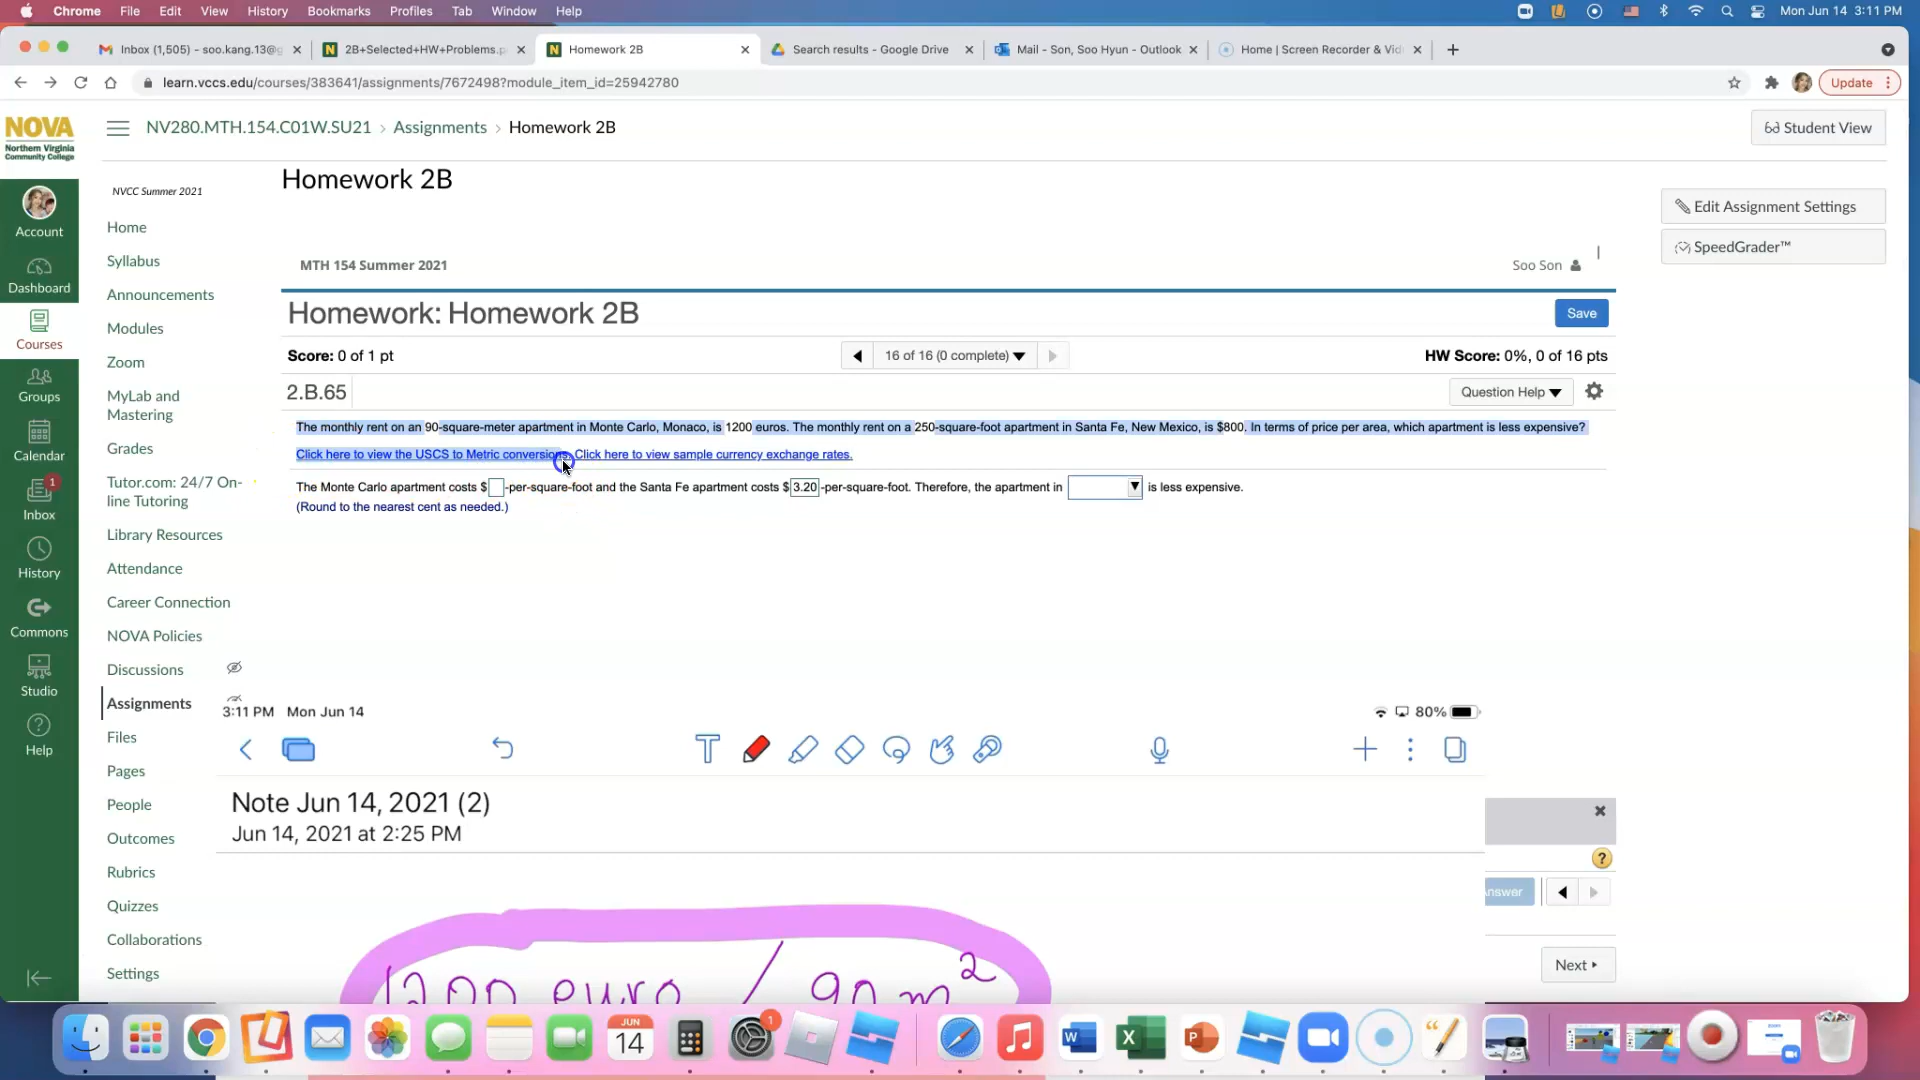 Chrome File Edit View History Bookmarks Profiles Tab Window Help Mon Jun 14 3:11 PM
Inbox (1,505) - soo.kang.13@g 2B+Selected+HW+Problems.p Homework 2B Search results - Google Drive Mail - Son, Soo Hyun - Outlook Home | Screen Recorder & Vid
learn.vccs.edu/courses/383641/assignments/7672498?module_item_id=25942780 Update
NOVA
Northern Virginia
Community College
NV280.MTH.154.C01W.SU21 > Assignments > Homework 2B
Student View
Account
Dashboard
Courses
Groups
Calendar
1
Inbox
History
Commons
Studio
Help
NVCC Summer 2021
Home
Syllabus
Announcements
Modules
Zoom
MyLab and
Mastering
Grades
Tutor.com: 24/7 On-
line Tutoring
Library Resources
Attendance
Career Connection
NOVA Policies
Discussions
Assignments
Files
Pages
People
Outcomes
Rubrics
Quizzes
Collaborations
Settings
Homework 2B
Edit Assignment Settings
SpeedGrader™
MTH 154 Summer 2021
Soo Son
Homework: Homework 2B
Save
Score: 0 of 1 pt
16 of 16 (0 complete)
HW Score: 0%, 0 of 16 pts
2.B.65
Question Help
The monthly rent on an 90-square-meter apartment in Monte Carlo, Monaco, is 1200 euros. The monthly rent on a 250-square-foot apartment in Santa Fe, New Mexico, is $800. In terms of price per area, which apartment is less expensive?
Click here to view the USCS to Metric conversions. Click here to view sample currency exchange rates.
The Monte Carlo apartment costs $ -per-square-foot and the Santa Fe apartment costs $ 3.20 -per-square-foot. Therefore, the apartment in is less expensive.
(Round to the nearest cent as needed.)
3:11 PM Mon Jun 14
80%
Note Jun 14, 2021 (2)
Jun 14, 2021 at 2:25 PM
?
nswer
Next
1200 euro / 90 m²
1
JUN
14